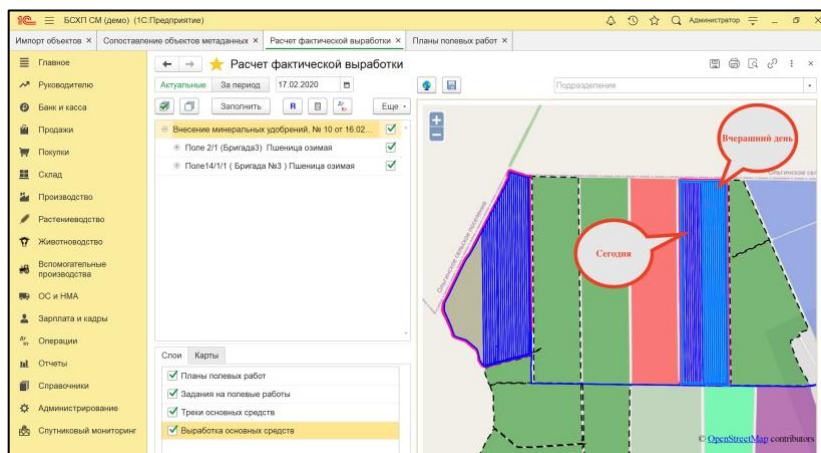 БСХП СМ (демо) (1С:Предприятие)
Администратор
Импорт объектов × Сопоставление объектов метаданных × Расчет фактической выработки × Планы полевых работ ×
Главное
Руководителю
Банк и касса
Продажи
Покупки
Склад
Производство
Растениеводство
Животноводство
Вспомогательные
производства
ОС и НМА
Зарплата и кадры
Операции
Отчеты
Справочники
Администрирование
Спутниковый мониторинг
Расчет фактической выработки
Актуальные За период 17.02.2020
Подразделение
Заполнить
Еще
Внесение минеральных удобрений, № 10 от 16.02...
Поле 2/1 (Бригада3) Пшеница озимая
Поле14/1/1 ( Бригада №3 ) Пшеница озимая
Слои Карты
Планы полевых работ
Задания на полевые работы
Треки основных средств
Выработка основных средств
Вчерашний день
Сегодня
Ольгинское сельское поселение
© OpenStreetMap contributors